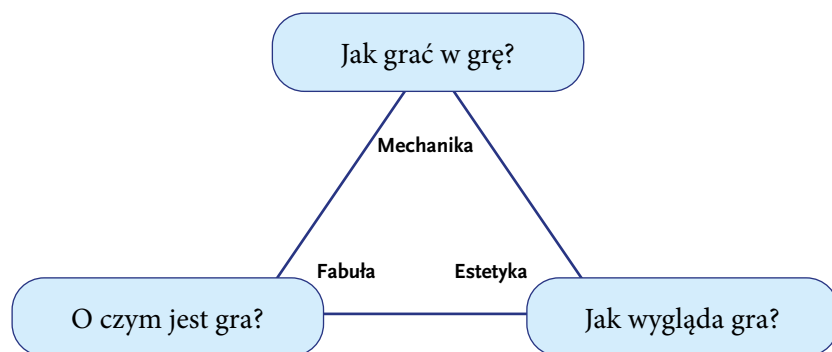 Jak grać w grę?
Mechanika
Fabuła
Estetyka
O czym jest gra?
Jak wygląda gra?